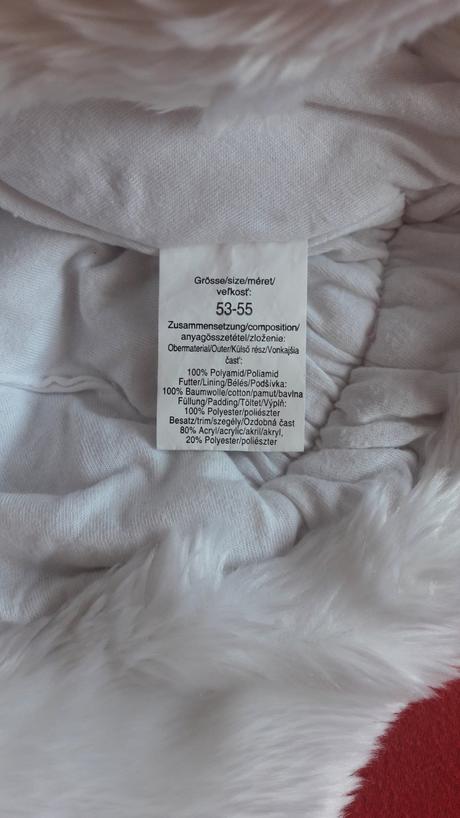 Grösse/size/méret/
veľkosť:
53-55
Zusammensetzung/composition/
anyagösszetétel/zloženie:
Obermaterial/Outer/Külső rész/Vonkajšia
časť:
100% Polyamid/Poliamid
Futter/Lining/Bélés/Podšívka:
100% Baumwolle/cotton/pamut/bavlna
Füllung/Padding/Töltet/Výplň:
100% Polyester/poliészter
Besatz/trim/szegély/Ozdobná časť
80% Acryl/acrylic/akril/akryl,
20% Polyester/poliészter